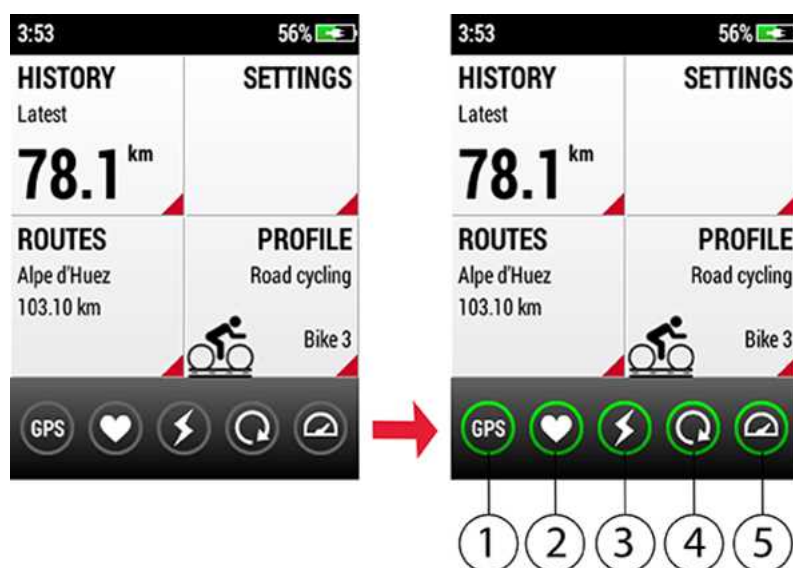 3:53 56%
HISTORY SETTINGS
Latest
78.1 km
ROUTES PROFILE
Alpe d'Huez Road cycling
103.10 km
Bike 3
GPS
3:53 56%
HISTORY SETTINGS
Latest
78.1 km
ROUTES PROFILE
Alpe d'Huez Road cycling
103.10 km
Bike 3
GPS
1 2 3 4 5